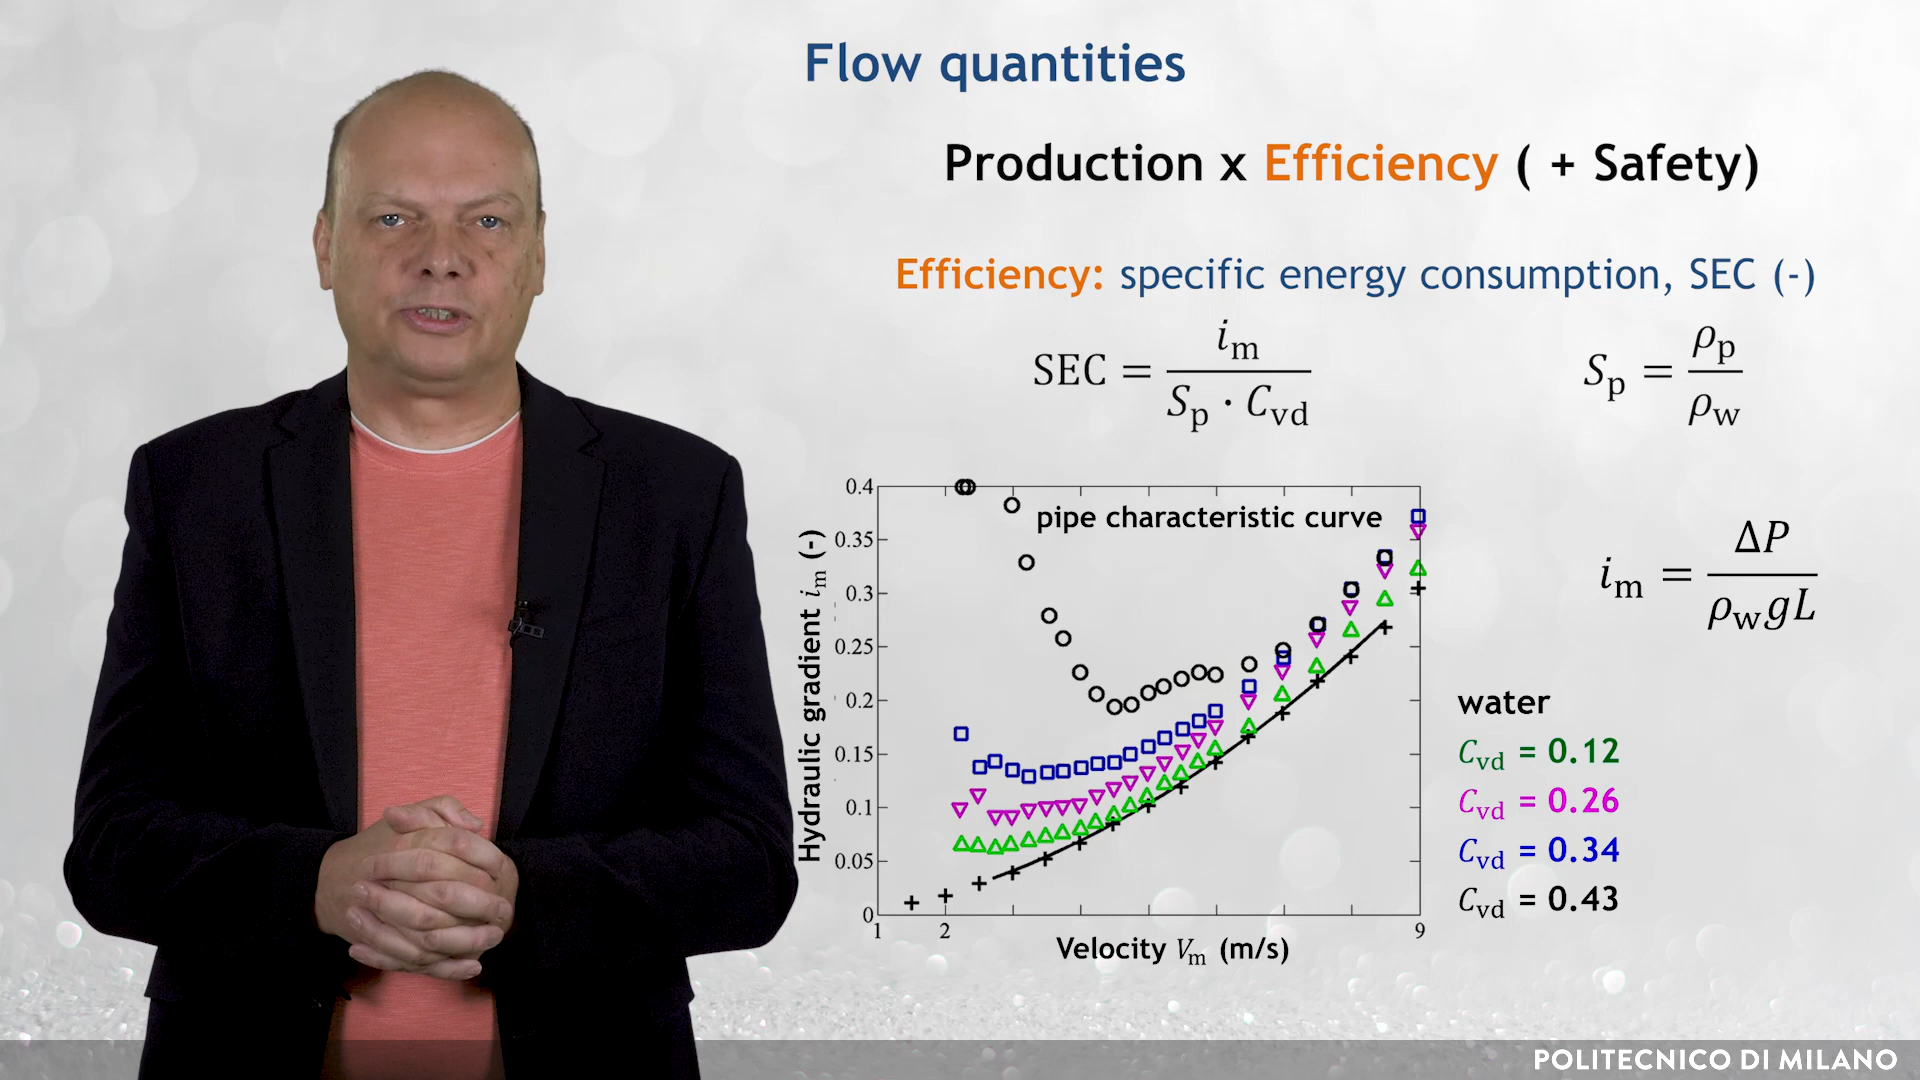 Flow quantities
Production x Efficiency ( + Safety)
Efficiency: specific energy consumption, SEC (-)
SEC = i_m / (S_p · C_vd)
S_p = ρ_p / ρ_w
pipe characteristic curve
i_m = ΔP / (ρ_w g L)
Hydraulic gradient i_m (-)
0.4
0.35
0.3
0.25
0.2
0.15
0.1
0.05
0
1 2 9
Velocity V_m (m/s)
water
C_vd = 0.12
C_vd = 0.26
C_vd = 0.34
C_vd = 0.43
POLITECNICO DI MILANO